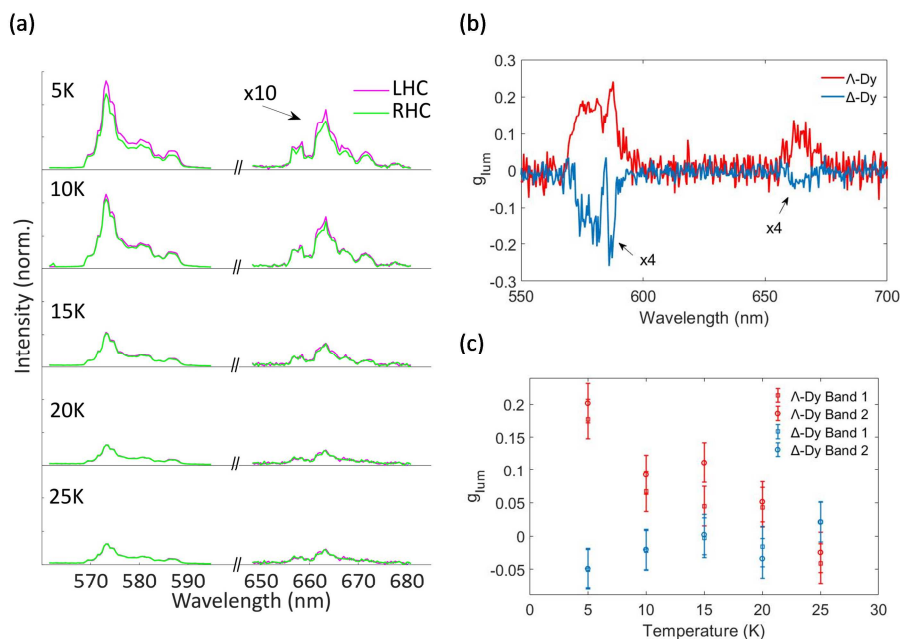 (a)
5K
x10
LHC
RHC
10K
15K
20K
25K
Intensity (norm.)
570 580 590 650 660 670 680
Wavelength (nm)
(b)
0.3
0.2
0.1
0
-0.1
-0.2
-0.3
g_lum
Λ-Dy
Δ-Dy
x4
x4
550 600 650 700
Wavelength (nm)
(c)
0.2
0.15
0.1
0.05
0
-0.05
g_lum
Λ-Dy Band 1
Λ-Dy Band 2
Δ-Dy Band 1
Δ-Dy Band 2
0 5 10 15 20 25 30
Temperature (K)